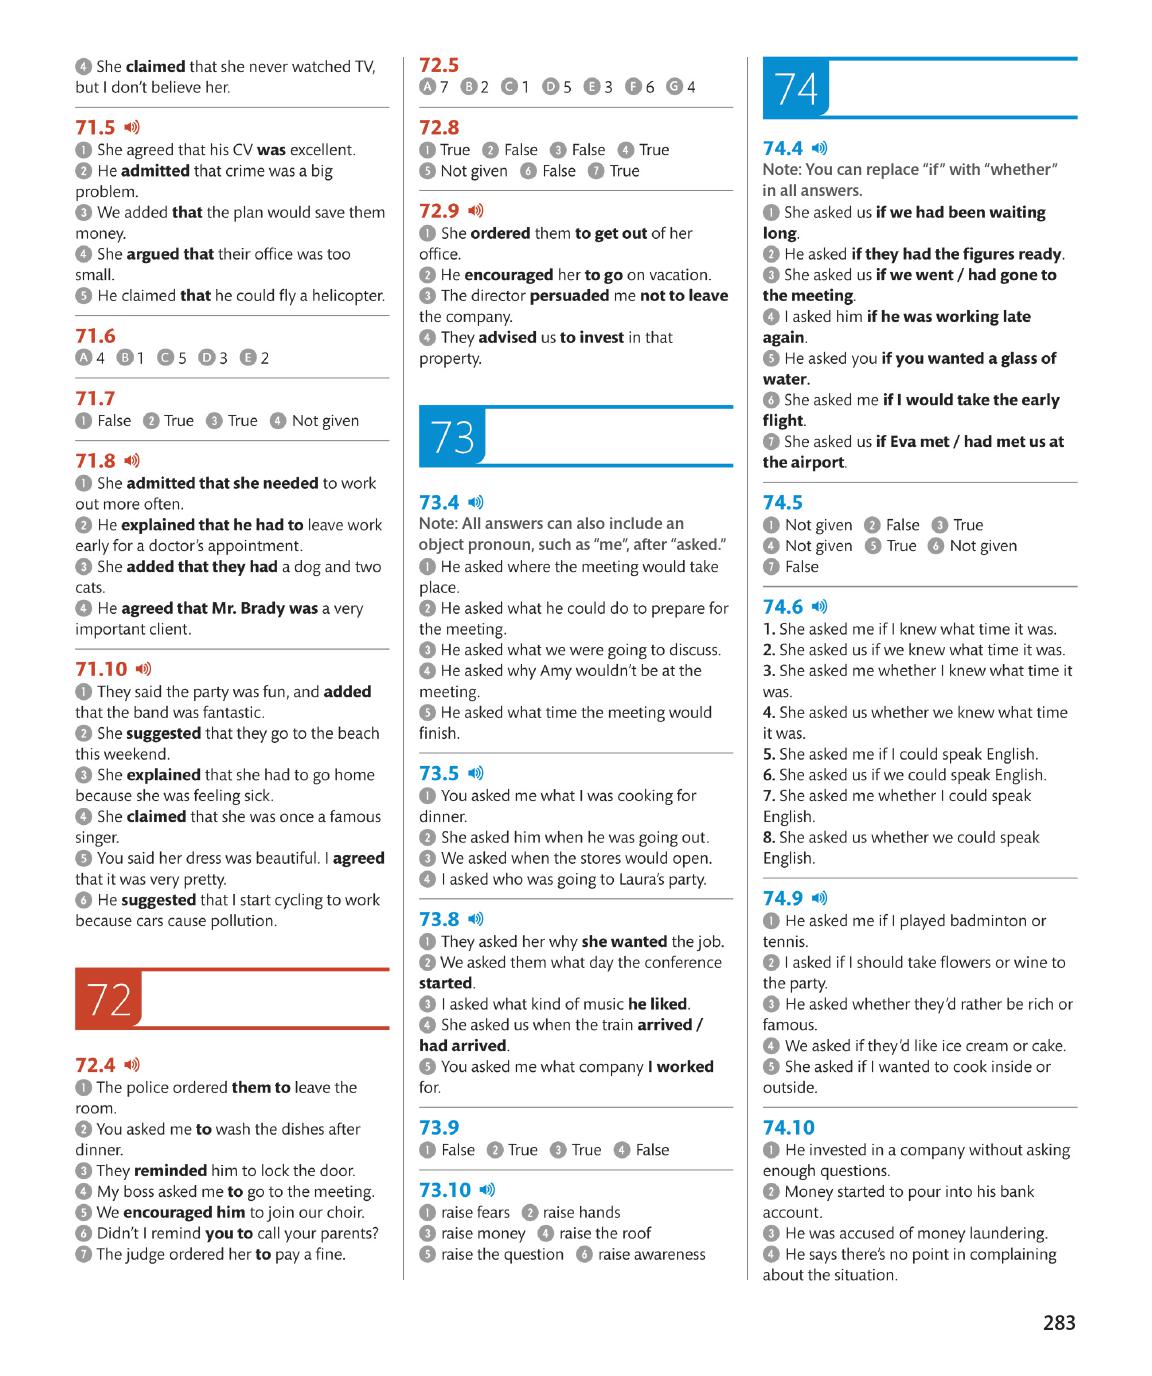 4 She claimed that she never watched TV,
but I don't believe her.
71.5
1 She agreed that his CV was excellent.
2 He admitted that crime was a big
problem.
3 We added that the plan would save them
money.
4 She argued that their office was too
small.
5 He claimed that he could fly a helicopter.
71.6
A 4 B 1 C 5 D 3 E 2
71.7
1 False 2 True 3 True 4 Not given
71.8
1 She admitted that she needed to work
out more often.
2 He explained that he had to leave work
early for a doctor's appointment.
3 She added that they had a dog and two
cats.
4 He agreed that Mr. Brady was a very
important client.
71.10
1 They said the party was fun, and added
that the band was fantastic.
2 She suggested that they go to the beach
this weekend.
3 She explained that she had to go home
because she was feeling sick.
4 She claimed that she was once a famous
singer.
5 You said her dress was beautiful. I agreed
that it was very pretty.
6 He suggested that I start cycling to work
because cars cause pollution.
72
72.4
1 The police ordered them to leave the
room.
2 You asked me to wash the dishes after
dinner.
3 They reminded him to lock the door.
4 My boss asked me to go to the meeting.
5 We encouraged him to join our choir.
6 Didn't I remind you to call your parents?
7 The judge ordered her to pay a fine.
72.5
A 7 B 2 C 1 D 5 E 3 F 6 G 4
72.8
1 True 2 False 3 False 4 True
5 Not given 6 False 7 True
72.9
1 She ordered them to get out of her
office.
2 He encouraged her to go on vacation.
3 The director persuaded me not to leave
the company.
4 They advised us to invest in that
property.
73
73.4
Note: All answers can also include an
object pronoun, such as "me", after "asked."
1 He asked where the meeting would take
place.
2 He asked what he could do to prepare for
the meeting.
3 He asked what we were going to discuss.
4 He asked why Amy wouldn't be at the
meeting.
5 He asked what time the meeting would
finish.
73.5
1 You asked me what I was cooking for
dinner.
2 She asked him when he was going out.
3 We asked when the stores would open.
4 I asked who was going to Laura's party.
73.8
1 They asked her why she wanted the job.
2 We asked them what day the conference
started.
3 I asked what kind of music he liked.
4 She asked us when the train arrived /
had arrived.
5 You asked me what company I worked
for.
73.9
1 False 2 True 3 True 4 False
73.10
1 raise fears 2 raise hands
3 raise money 4 raise the roof
5 raise the question 6 raise awareness
74
74.4
Note: You can replace "if" with "whether"
in all answers.
1 She asked us if we had been waiting
long.
2 He asked if they had the figures ready.
3 She asked us if we went / had gone to
the meeting.
4 I asked him if he was working late
again.
5 He asked you if you wanted a glass of
water.
6 She asked me if I would take the early
flight.
7 She asked us if Eva met / had met us at
the airport.
74.5
1 Not given 2 False 3 True
4 Not given 5 True 6 Not given
7 False
74.6
1. She asked me if I knew what time it was.
2. She asked us if we knew what time it was.
3. She asked me whether I knew what time it
was.
4. She asked us whether we knew what time
it was.
5. She asked me if I could speak English.
6. She asked us if we could speak English.
7. She asked me whether I could speak
English.
8. She asked us whether we could speak
English.
74.9
1 He asked me if I played badminton or
tennis.
2 I asked if I should take flowers or wine to
the party.
3 He asked whether they'd rather be rich or
famous.
4 We asked if they'd like ice cream or cake.
5 She asked if I wanted to cook inside or
outside.
74.10
1 He invested in a company without asking
enough questions.
2 Money started to pour into his bank
account.
3 He was accused of money laundering.
4 He says there's no point in complaining
about the situation.
283